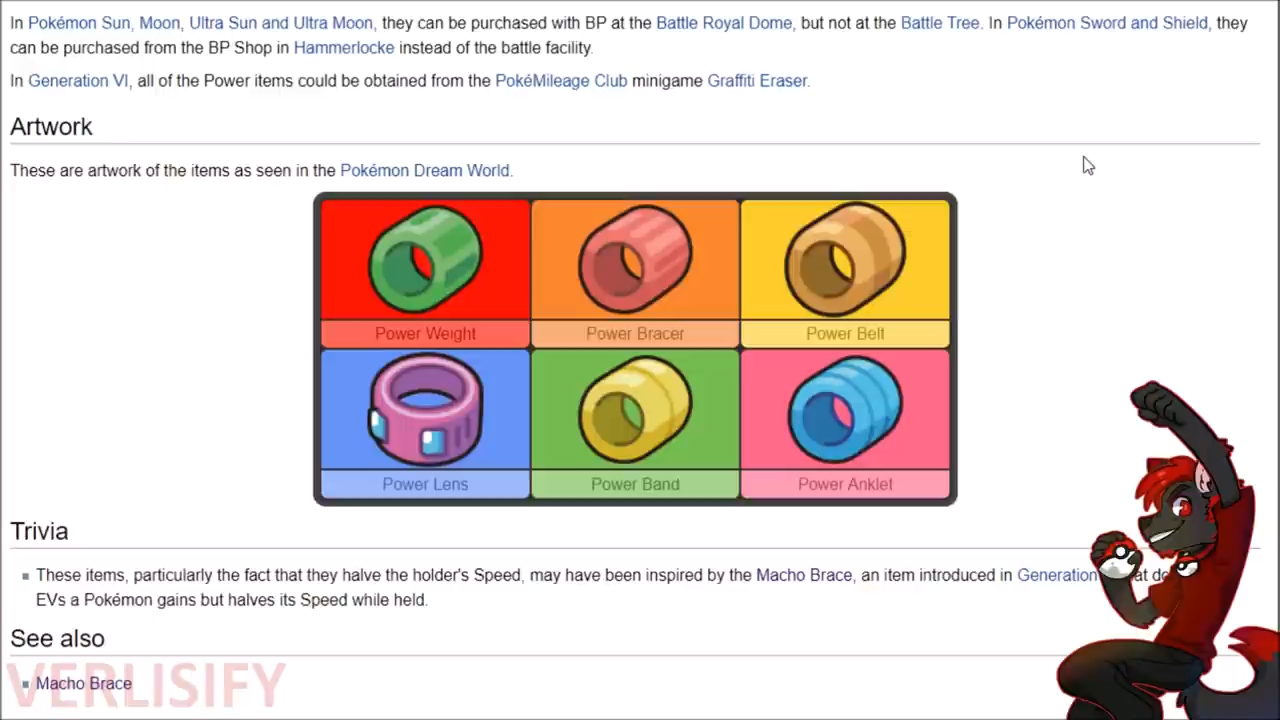 In Pokémon Sun, Moon, Ultra Sun and Ultra Moon, they can be purchased with BP at the Battle Royal Dome, but not at the Battle Tree. In Pokémon Sword and Shield, they
can be purchased from the BP Shop in Hammerlocke instead of the battle facility.
In Generation VI, all of the Power items could be obtained from the PokéMileage Club minigame Graffiti Eraser.
Artwork
These are artwork of the items as seen in the Pokémon Dream World.
Power Weight Power Bracer Power Belt
Power Lens Power Band Power Anklet
Trivia
These items, particularly the fact that they halve the holder's Speed, may have been inspired by the Macho Brace, an item introduced in Generation
EVs a Pokémon gains but halves its Speed while held.
See also
Macho Brace
VERLISIFY